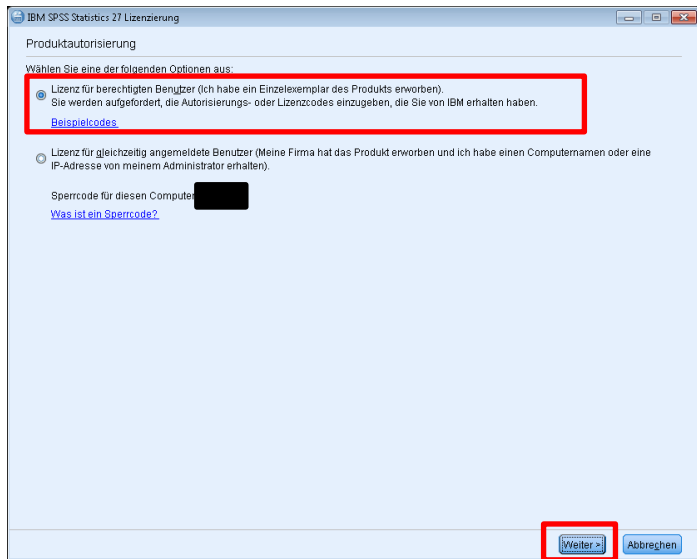 IBM SPSS Statistics 27 Lizenzierung
Produktautorisierung
Wählen Sie eine der folgenden Optionen aus:
Lizenz für berechtigten Benutzer (Ich habe ein Einzelexemplar des Produkts erworben).
Sie werden aufgefordert, die Autorisierungs- oder Lizenzcodes einzugeben, die Sie von IBM erhalten haben.
Beispielcodes
Lizenz für gleichzeitig angemeldete Benutzer (Meine Firma hat das Produkt erworben und ich habe einen Computernamen oder eine
IP-Adresse von meinem Administrator erhalten).
Sperrcode für diesen Computer
Was ist ein Sperrcode?
Weiter > Abbrechen